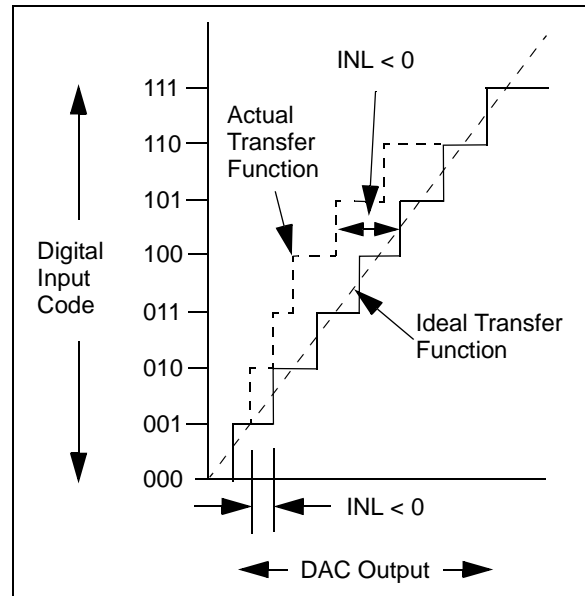 INL < 0
111
Actual
Transfer
Function
110
101
Digital
Input
Code
100
011
Ideal Transfer
Function
010
001
000
INL < 0
DAC Output